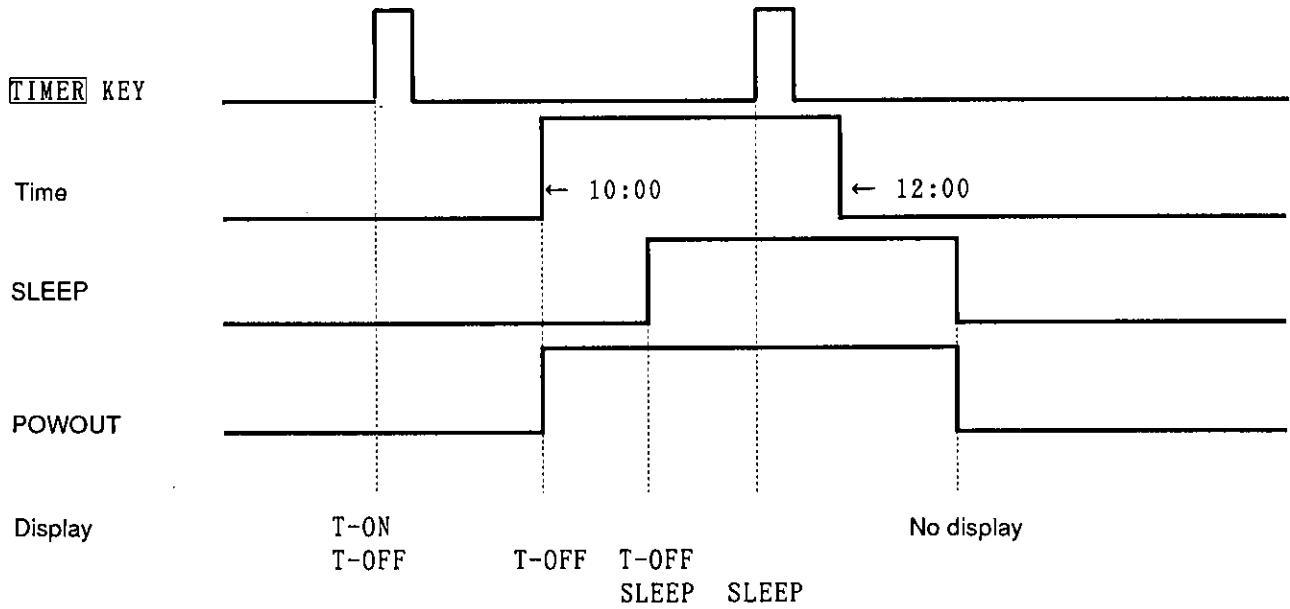 TIMER KEY
Time
← 10:00
← 12:00
SLEEP
POWOUT
Display
T-ON
No display
T-OFF
T-OFF
T-OFF
SLEEP
SLEEP